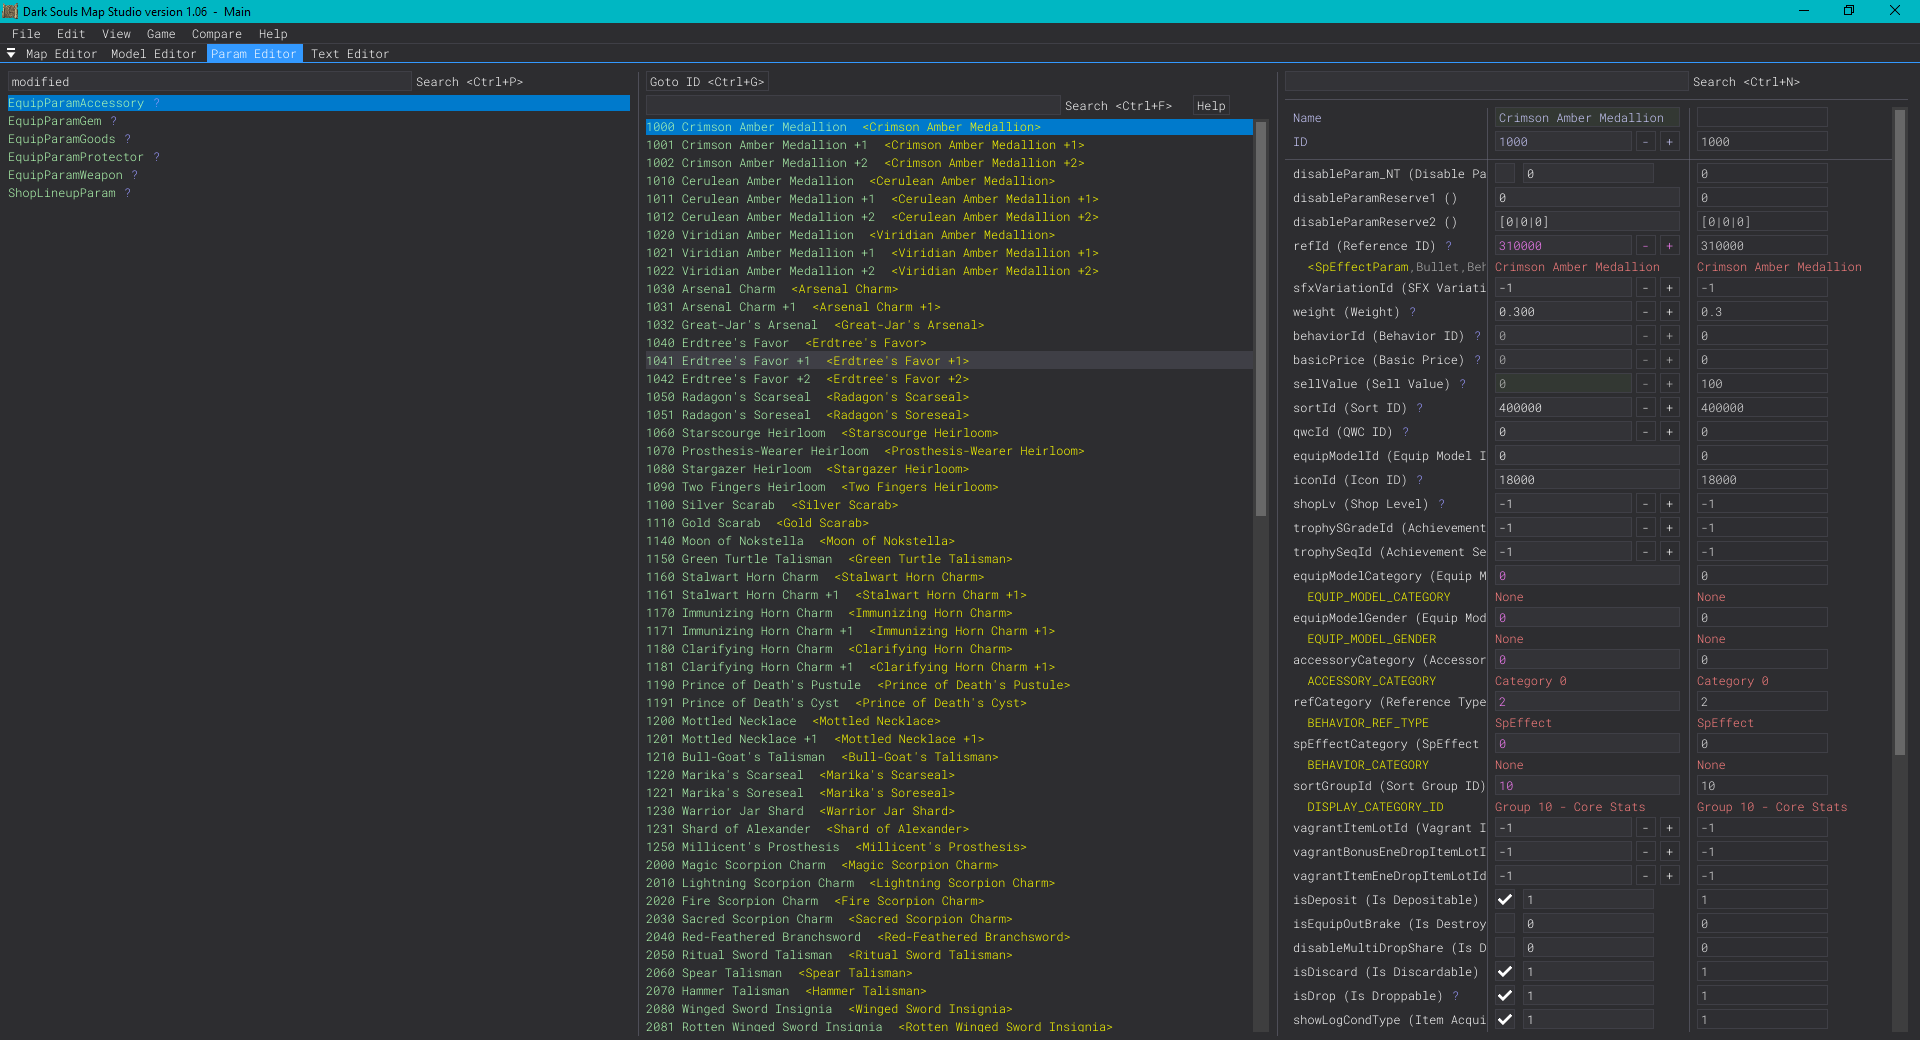 Dark Souls Map Studio version 1.06 - Main
File Edit View Game Compare Help
Map Editor Model Editor Param Editor Text Editor
modified Search <Ctrl+P>
EquipParamAccessory ?
EquipParamGem ?
EquipParamGoods ?
EquipParamProtector ?
EquipParamWeapon ?
ShopLineupParam ?
Goto ID <Ctrl+G>
Search <Ctrl+F> Help
1000 Crimson Amber Medallion <Crimson Amber Medallion>
1001 Crimson Amber Medallion +1 <Crimson Amber Medallion +1>
1002 Crimson Amber Medallion +2 <Crimson Amber Medallion +2>
1010 Cerulean Amber Medallion <Cerulean Amber Medallion>
1011 Cerulean Amber Medallion +1 <Cerulean Amber Medallion +1>
1012 Cerulean Amber Medallion +2 <Cerulean Amber Medallion +2>
1020 Viridian Amber Medallion <Viridian Amber Medallion>
1021 Viridian Amber Medallion +1 <Viridian Amber Medallion +1>
1022 Viridian Amber Medallion +2 <Viridian Amber Medallion +2>
1030 Arsenal Charm <Arsenal Charm>
1031 Arsenal Charm +1 <Arsenal Charm +1>
1032 Great-Jar's Arsenal <Great-Jar's Arsenal>
1040 Erdtree's Favor <Erdtree's Favor>
1041 Erdtree's Favor +1 <Erdtree's Favor +1>
1042 Erdtree's Favor +2 <Erdtree's Favor +2>
1050 Radagon's Scarseal <Radagon's Scarseal>
1051 Radagon's Soreseal <Radagon's Soreseal>
1060 Starscourge Heirloom <Starscourge Heirloom>
1070 Prosthesis-Wearer Heirloom <Prosthesis-Wearer Heirloom>
1080 Stargazer Heirloom <Stargazer Heirloom>
1090 Two Fingers Heirloom <Two Fingers Heirloom>
1100 Silver Scarab <Silver Scarab>
1110 Gold Scarab <Gold Scarab>
1140 Moon of Nokstella <Moon of Nokstella>
1150 Green Turtle Talisman <Green Turtle Talisman>
1160 Stalwart Horn Charm <Stalwart Horn Charm>
1161 Stalwart Horn Charm +1 <Stalwart Horn Charm +1>
1170 Immunizing Horn Charm <Immunizing Horn Charm>
1171 Immunizing Horn Charm +1 <Immunizing Horn Charm +1>
1180 Clarifying Horn Charm <Clarifying Horn Charm>
1181 Clarifying Horn Charm +1 <Clarifying Horn Charm +1>
1190 Prince of Death's Pustule <Prince of Death's Pustule>
1191 Prince of Death's Cyst <Prince of Death's Cyst>
1200 Mottled Necklace <Mottled Necklace>
1201 Mottled Necklace +1 <Mottled Necklace +1>
1210 Bull-Goat's Talisman <Bull-Goat's Talisman>
1220 Marika's Scarseal <Marika's Scarseal>
1221 Marika's Soreseal <Marika's Soreseal>
1230 Warrior Jar Shard <Warrior Jar Shard>
1231 Shard of Alexander <Shard of Alexander>
1250 Millicent's Prosthesis <Millicent's Prosthesis>
2000 Magic Scorpion Charm <Magic Scorpion Charm>
2010 Lightning Scorpion Charm <Lightning Scorpion Charm>
2020 Fire Scorpion Charm <Fire Scorpion Charm>
2030 Sacred Scorpion Charm <Sacred Scorpion Charm>
2040 Red-Feathered Branchsword <Red-Feathered Branchsword>
2050 Ritual Sword Talisman <Ritual Sword Talisman>
2060 Spear Talisman <Spear Talisman>
2070 Hammer Talisman <Hammer Talisman>
2080 Winged Sword Insignia <Winged Sword Insignia>
2081 Rotten Winged Sword Insignia <Rotten Winged Sword Insignia>
Search <Ctrl+N>
Name Crimson Amber Medallion
ID 1000 - + 1000
disableParam_NT (Disable Pa 0 0
disableParamReserve1 () 0 0
disableParamReserve2 () [0|0|0] [0|0|0]
refId (Reference ID) ? 310000 - + 310000
<SpEffectParam,Bullet,Beh Crimson Amber Medallion Crimson Amber Medallion
sfxVariationId (SFX Variati -1 - + -1
weight (Weight) ? 0.300 - + 0.3
behaviorId (Behavior ID) ? 0 - + 0
basicPrice (Basic Price) ? 0 - + 0
sellValue (Sell Value) ? 0 - + 100
sortId (Sort ID) ? 400000 - + 400000
qwcId (QWC ID) ? 0 - + 0
equipModelId (Equip Model I 0 0
iconId (Icon ID) ? 18000 18000
shopLv (Shop Level) ? -1 - + -1
trophySGradeId (Achievement -1 - + -1
trophySeqId (Achievement Se -1 - + -1
equipModelCategory (Equip M 0 0
EQUIP_MODEL_CATEGORY None None
equipModelGender (Equip Mod 0 0
EQUIP_MODEL_GENDER None None
accessoryCategory (Accessor 0 0
ACCESSORY_CATEGORY Category 0 Category 0
refCategory (Reference Type 2 2
BEHAVIOR_REF_TYPE SpEffect SpEffect
spEffectCategory (SpEffect 0 0
BEHAVIOR_CATEGORY None None
sortGroupId (Sort Group ID) 10 10
DISPLAY_CATEGORY_ID Group 10 - Core Stats Group 10 - Core Stats
vagrantItemLotId (Vagrant I -1 - + -1
vagrantBonusEneDropItemLotI -1 - + -1
vagrantItemEneDropItemLotId -1 - + -1
isDeposit (Is Depositable) 1 1
isEquipOutBrake (Is Destroy 0 0
disableMultiDropShare (Is D 0 0
isDiscard (Is Discardable) 1 1
isDrop (Is Droppable) ? 1 1
showLogCondType (Item Acqui 1 1